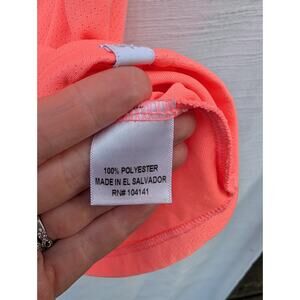 100% POLYESTER
MADE IN EL SALVADOR
RN# 104141